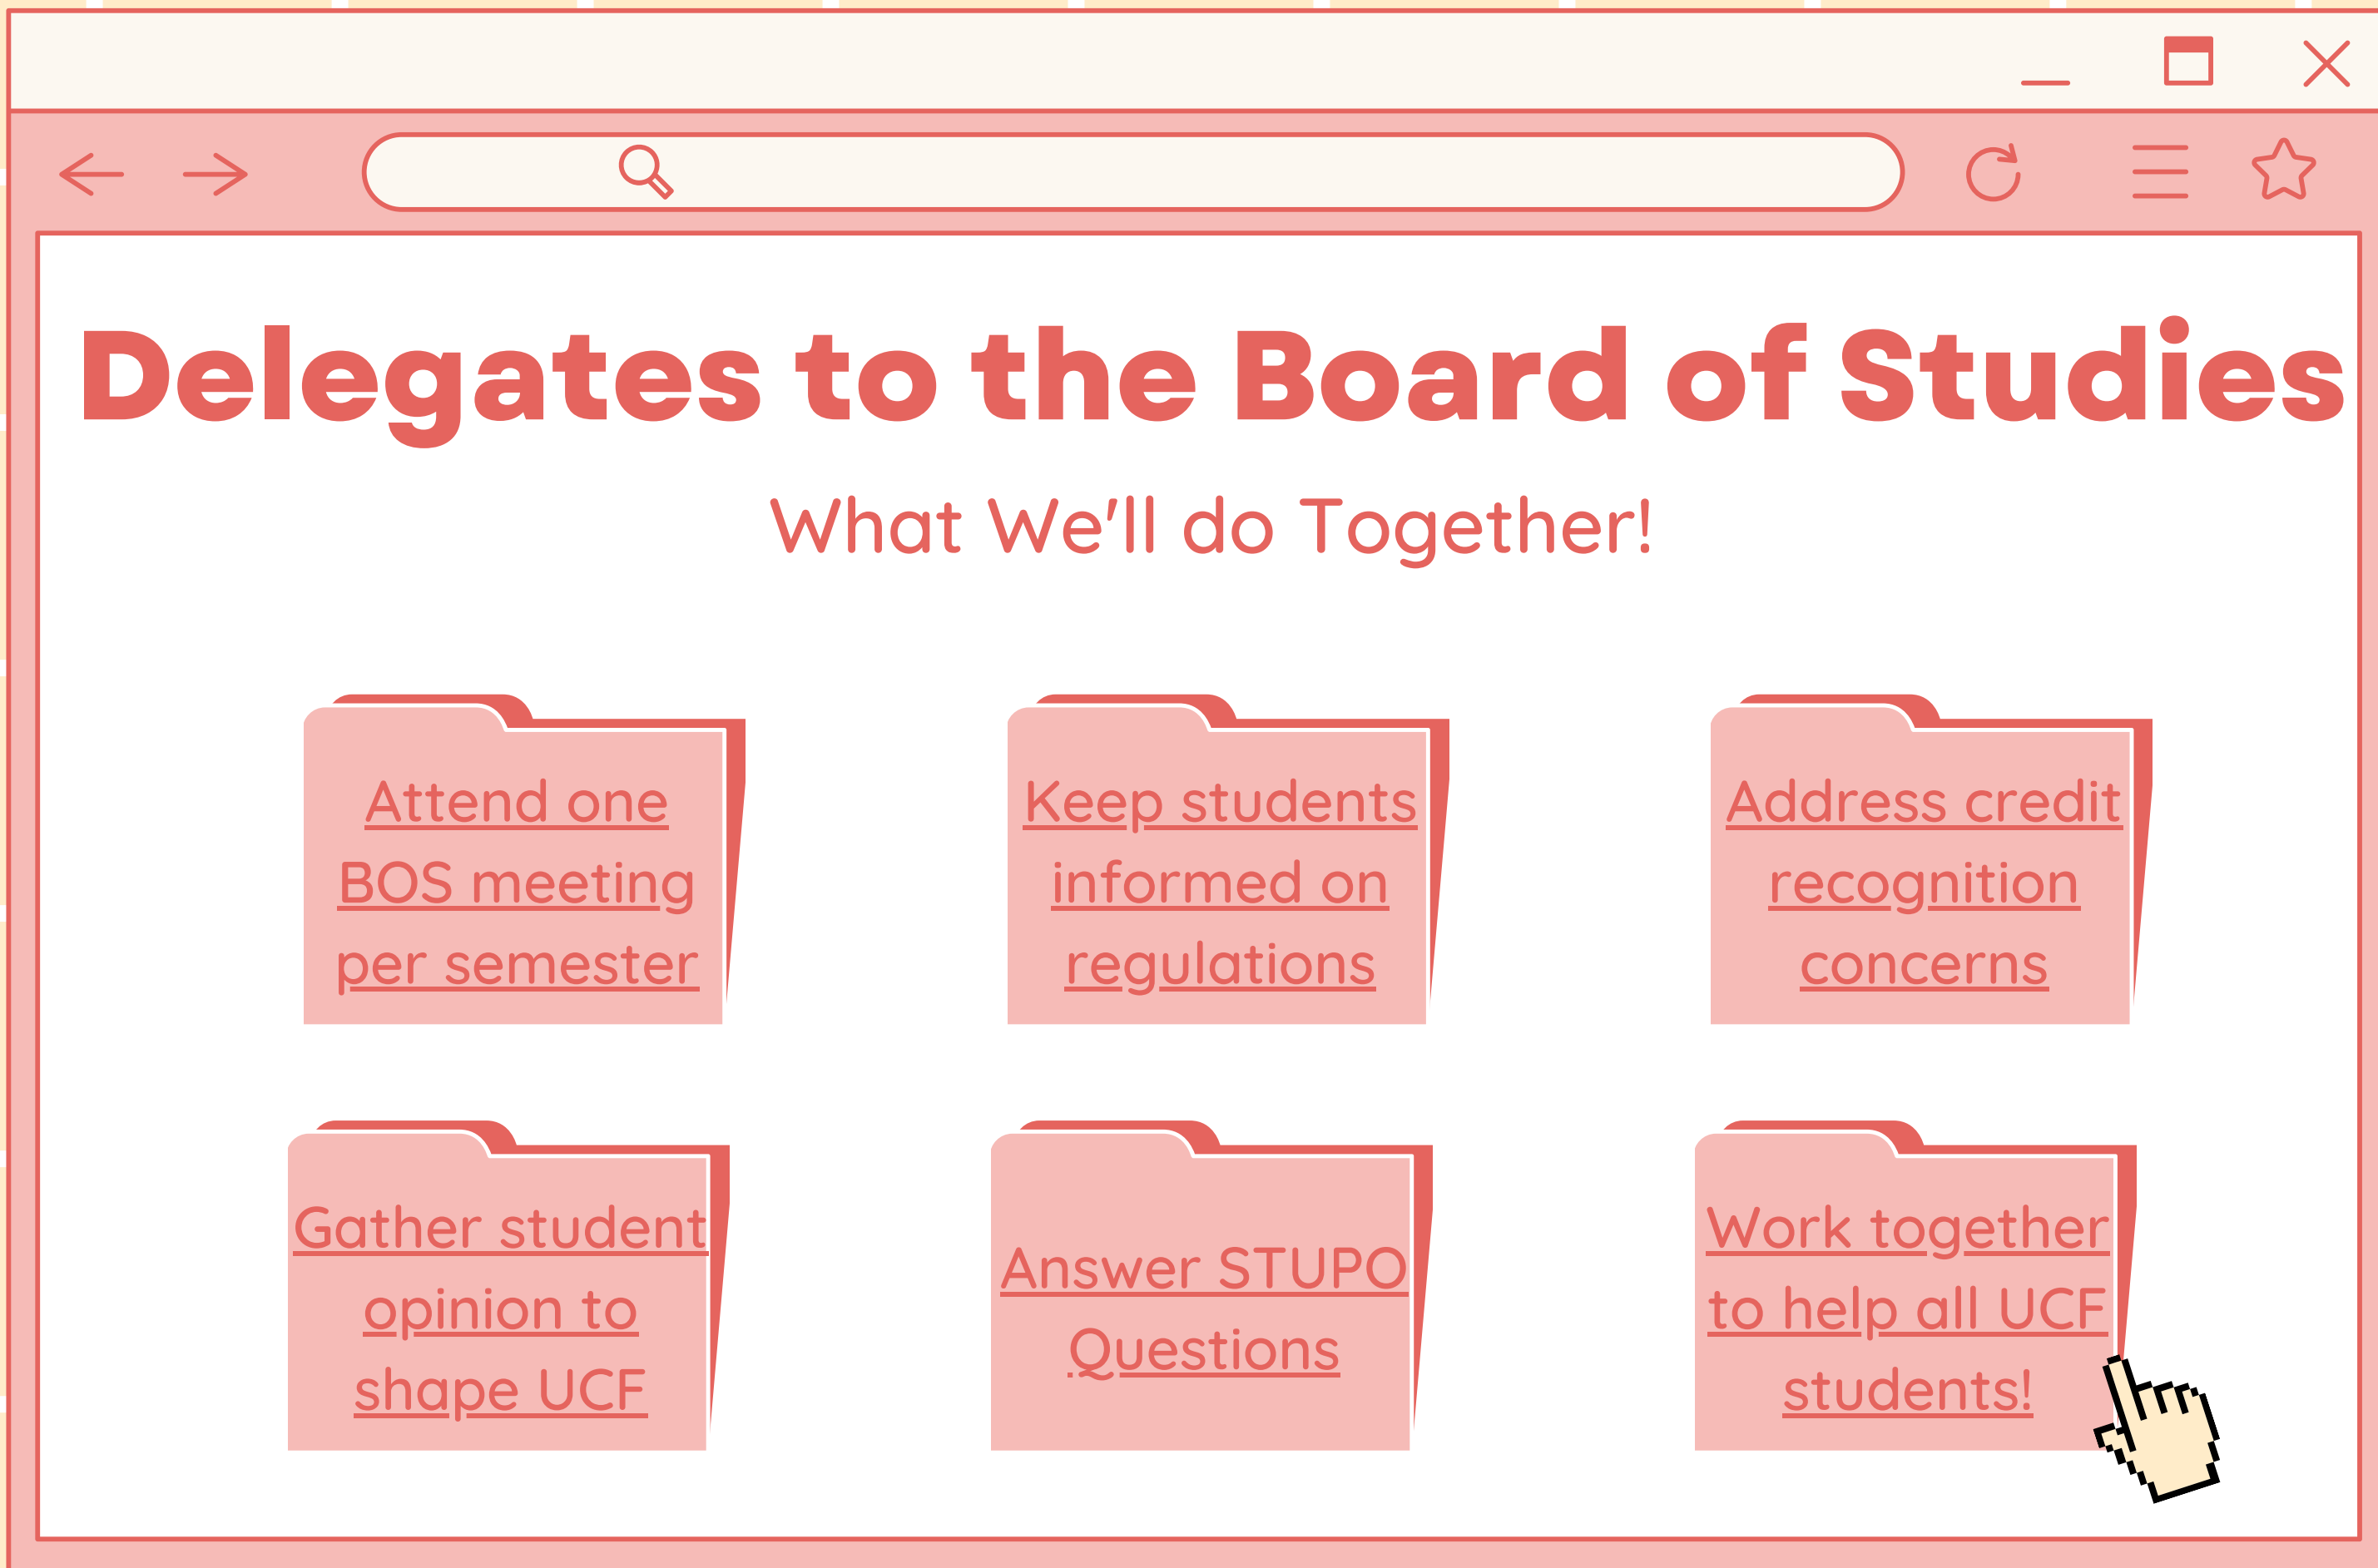 Delegates to the Board of Studies
What We'll do Together!
Attend one
BOS meeting
per semester
Keep students
informed on
regulations
Address credit
recognition
concerns
Gather student
opinion to
shape UCF
Answer STUPO
Questions
Work together
to help all UCF
students!